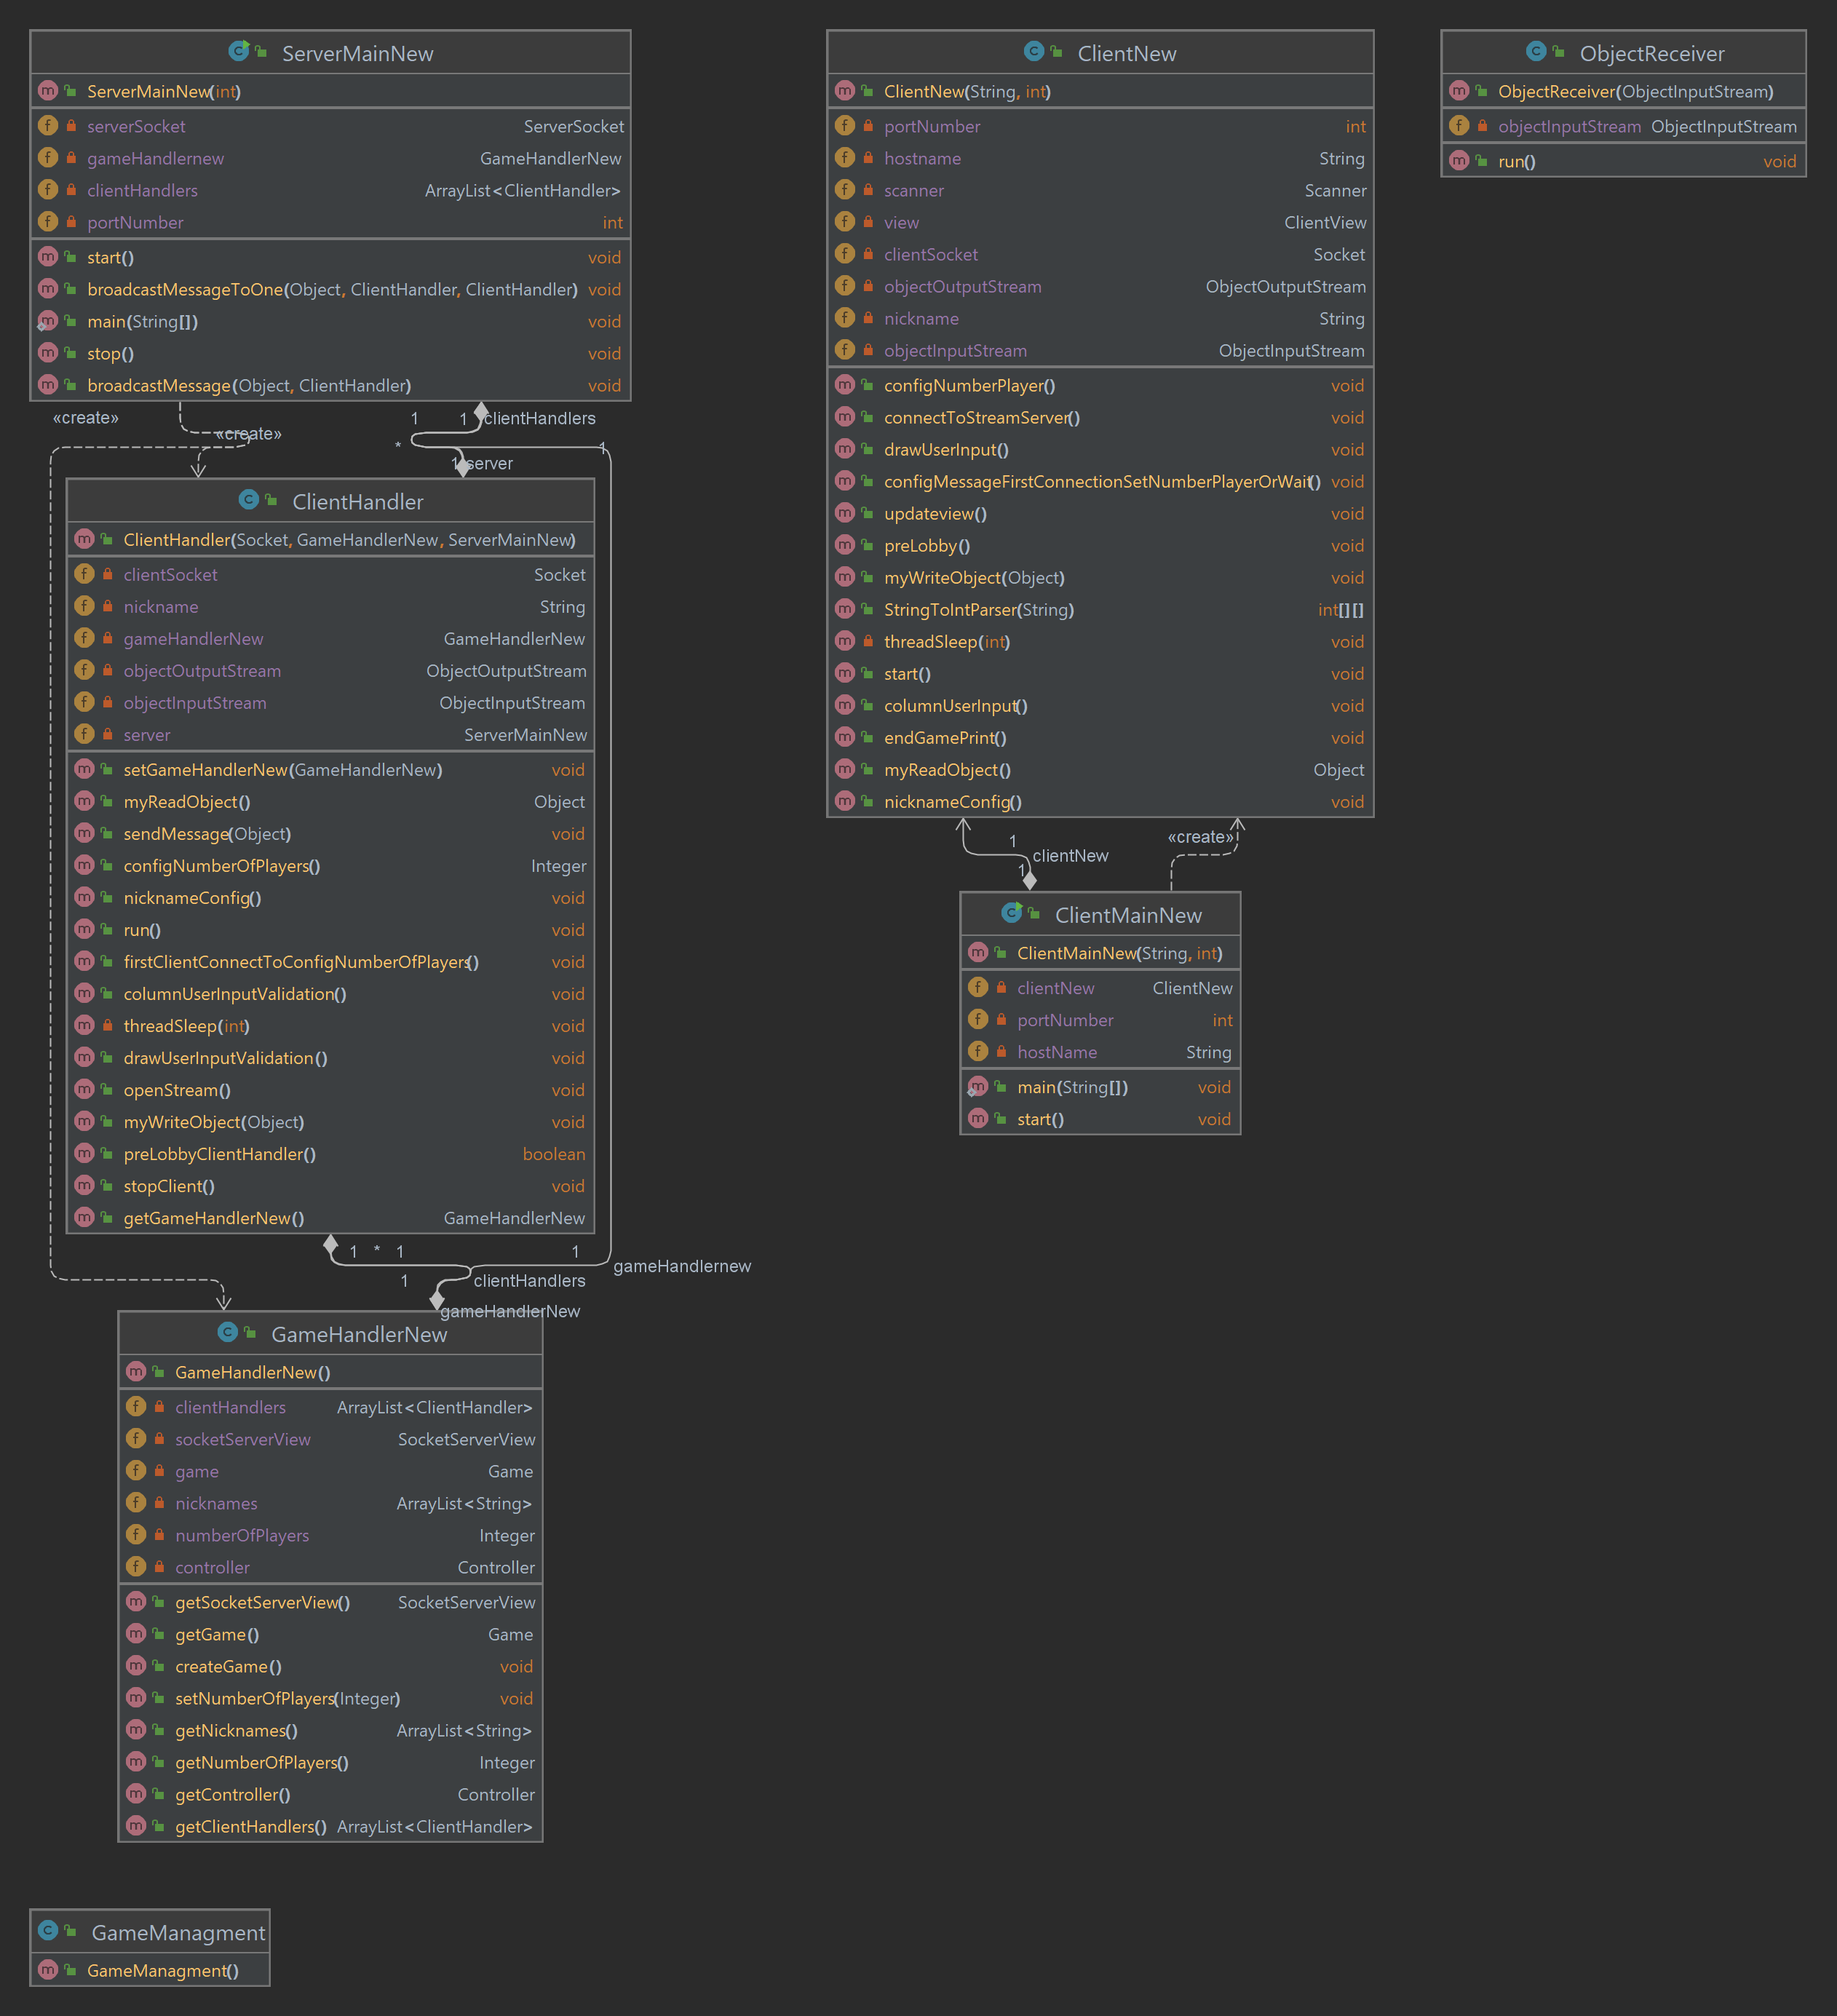 ServerMainNew
ServerMainNew(int)
serverSocket ServerSocket
gameHandlernew GameHandlerNew
clientHandlers ArrayList<ClientHandler>
portNumber int
start() void
broadcastMessageToOne(Object, ClientHandler, ClientHandler) void
main(String[]) void
stop() void
broadcastMessage(Object, ClientHandler) void
«create»
«create»
1
1
clientHandlers
*
1
1
server
ClientHandler
ClientHandler(Socket, GameHandlerNew, ServerMainNew)
clientSocket Socket
nickname String
gameHandlerNew GameHandlerNew
objectOutputStream ObjectOutputStream
objectInputStream ObjectInputStream
server ServerMainNew
setGameHandlerNew(GameHandlerNew) void
myReadObject() Object
sendMessage(Object) void
configNumberOfPlayers() Integer
nicknameConfig() void
run() void
firstClientConnectToConfigNumberOfPlayers() void
columnUserInputValidation() void
threadSleep(int) void
drawUserInputValidation() void
openStream() void
myWriteObject(Object) void
preLobbyClientHandler() boolean
stopClient() void
getGameHandlerNew() GameHandlerNew
1 * 1 1
gameHandlernew
1
clientHandlers
gameHandlerNew
GameHandlerNew
GameHandlerNew()
clientHandlers ArrayList<ClientHandler>
socketServerView SocketServerView
game Game
nicknames ArrayList<String>
numberOfPlayers Integer
controller Controller
getSocketServerView() SocketServerView
getGame() Game
createGame() void
setNumberOfPlayers(Integer) void
getNicknames() ArrayList<String>
getNumberOfPlayers() Integer
getController() Controller
getClientHandlers() ArrayList<ClientHandler>
GameManagment
GameManagment()
ClientNew
ClientNew(String, int)
portNumber int
hostname String
scanner Scanner
view ClientView
clientSocket Socket
objectOutputStream ObjectOutputStream
nickname String
objectInputStream ObjectInputStream
configNumberPlayer() void
connectToStreamServer() void
drawUserInput() void
configMessageFirstConnectionSetNumberPlayerOrWait() void
updateview() void
preLobby() void
myWriteObject(Object) void
StringToIntParser(String) int[][]
threadSleep(int) void
start() void
columnUserInput() void
endGamePrint() void
myReadObject() Object
nicknameConfig() void
«create»
1
clientNew
1
ClientMainNew
ClientMainNew(String, int)
clientNew ClientNew
portNumber int
hostName String
main(String[]) void
start() void
ObjectReceiver
ObjectReceiver(ObjectInputStream)
objectInputStream ObjectInputStream
run() void